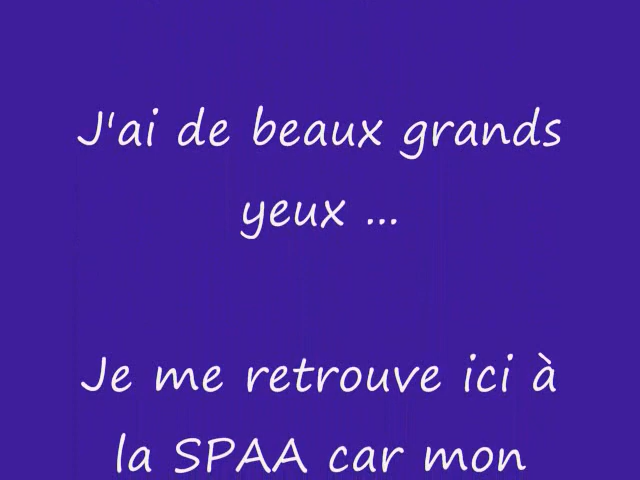 J'ai de beaux grands
yeux ...
Je me retrouve ici à
la SPAA car mon